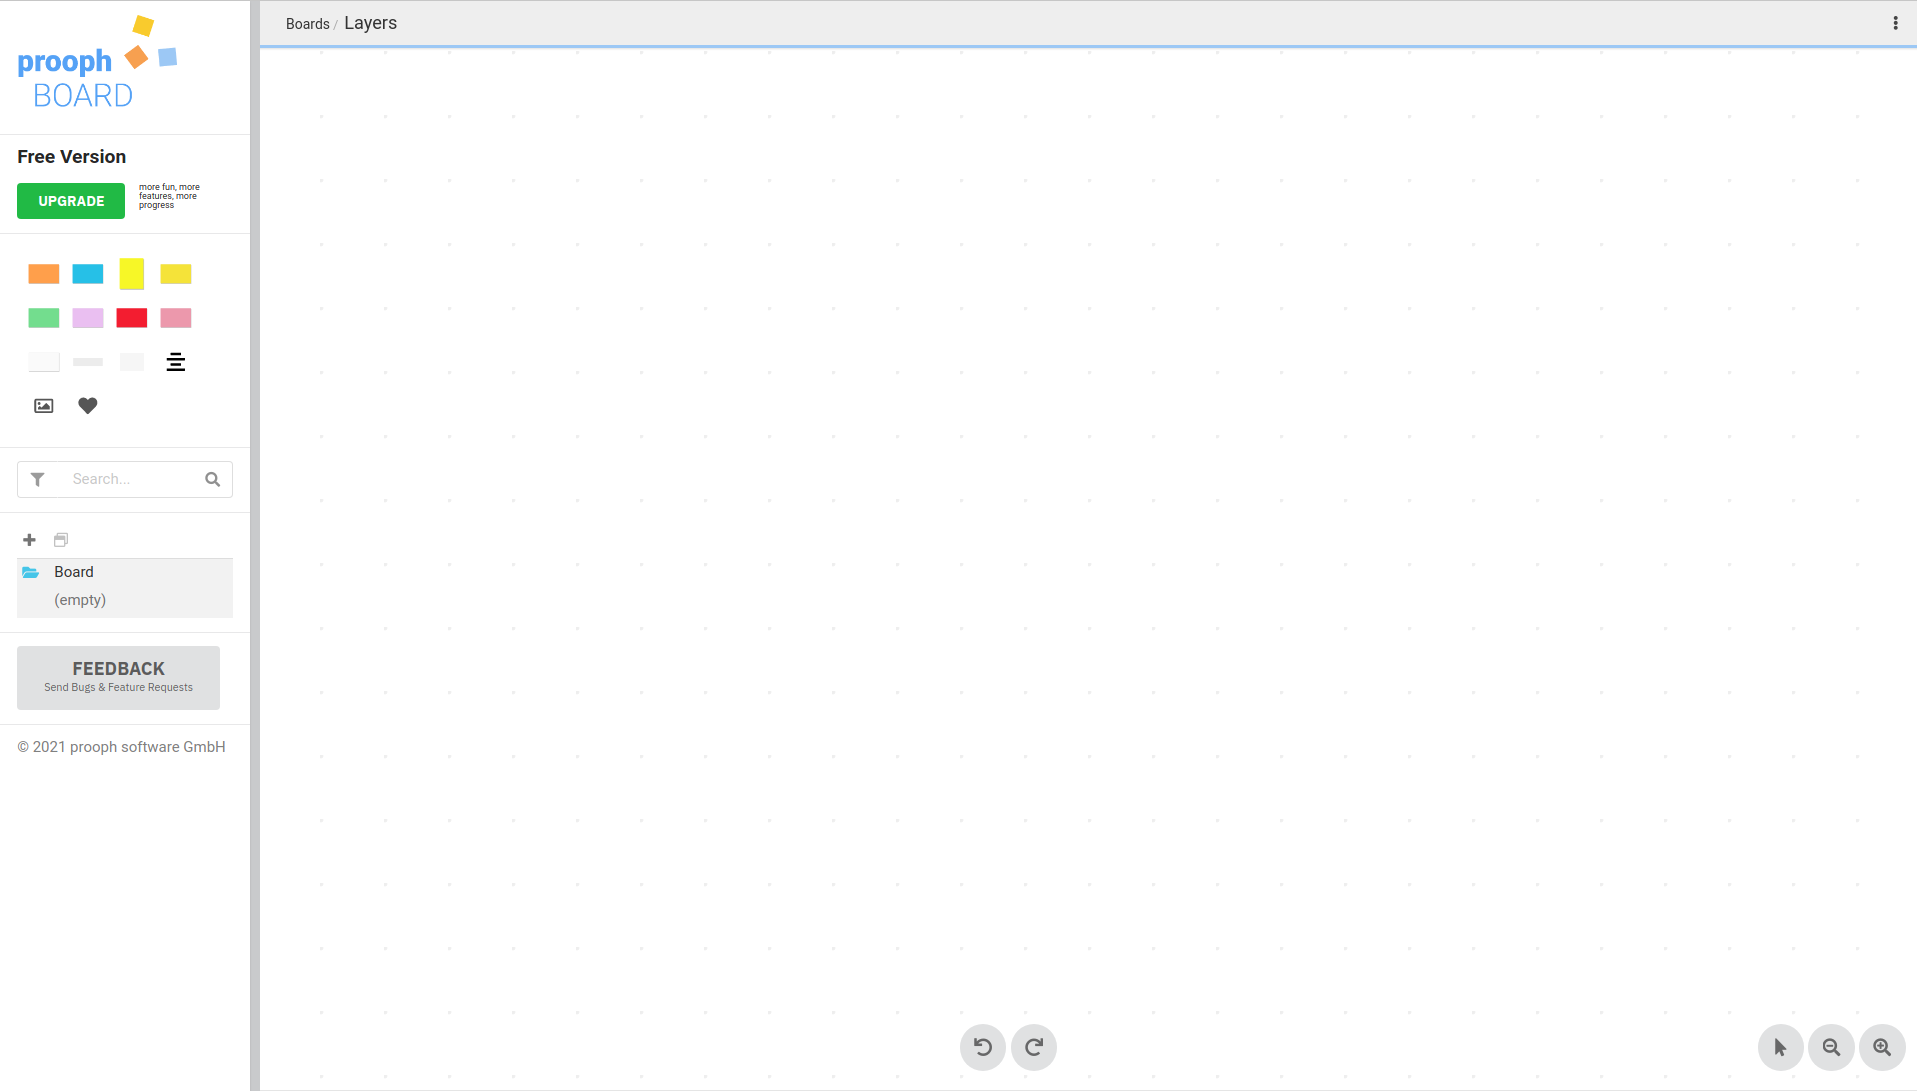 prooph
BOARD
Boards / Layers
Free Version
UPGRADE
more fun, more
features, more
progress
Search...
Board
(empty)
FEEDBACK
Send Bugs & Feature Requests
© 2021 prooph software GmbH